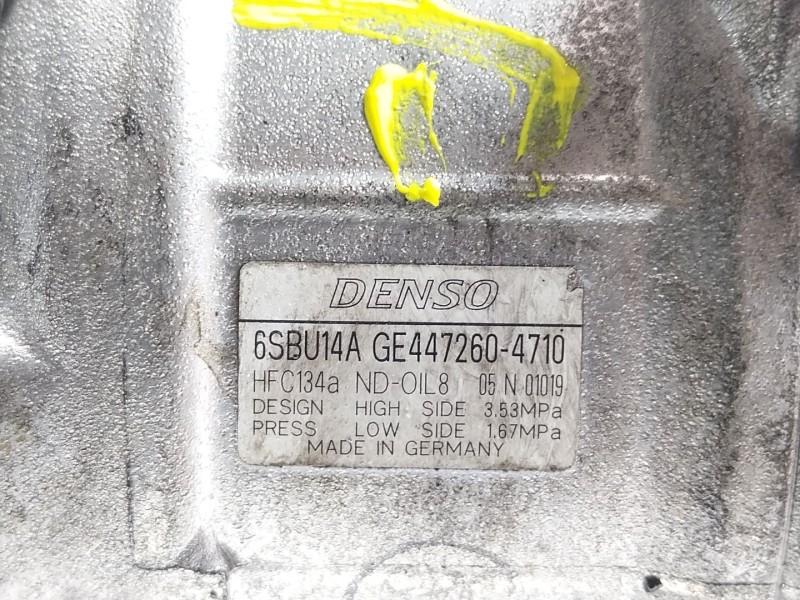 DENSO
6SBU14A GE447260-4710
HFC134a ND-OIL8 05 N 01019
DESIGN HIGH SIDE 3.53MPa
PRESS LOW SIDE 1.67MPa
MADE IN GERMANY